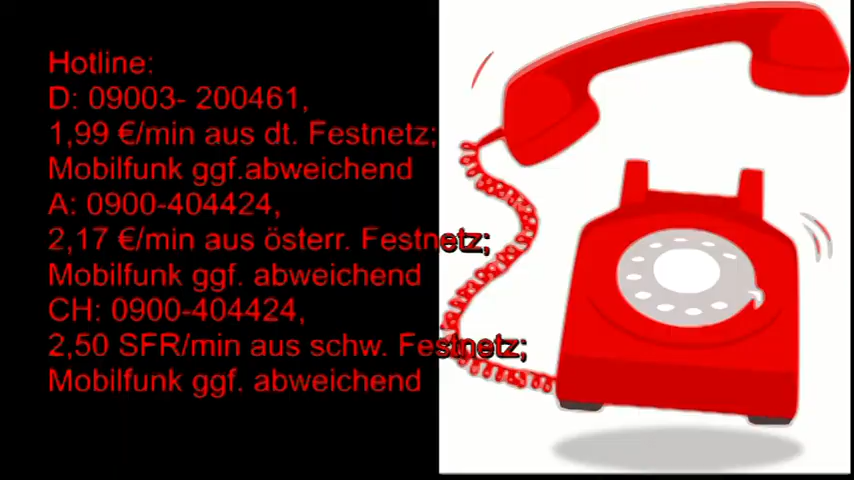 Hotline:
D: 09003- 200461,
1,99 €/min aus dt. Festnetz;
Mobilfunk ggf.abweichend
A: 0900-404424,
2,17 €/min aus österr. Festnetz;
Mobilfunk ggf. abweichend
CH: 0900-404424,
2,50 SFR/min aus schw. Festnetz;
Mobilfunk ggf. abweichend